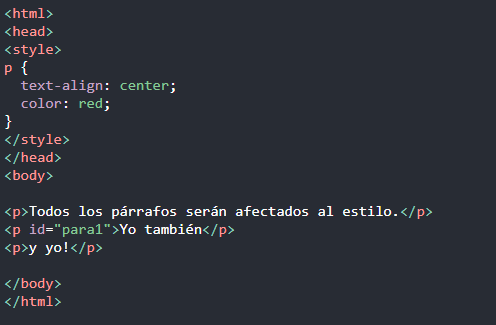 <html>
<head>
<style>
p {
  text-align: center;
  color: red;
}
</style>
</head>
<body>

<p>Todos los párrafos serán afectados al estilo.</p>
<p id="para1">Yo también</p>
<p>y yo!</p>

</body>
</html>